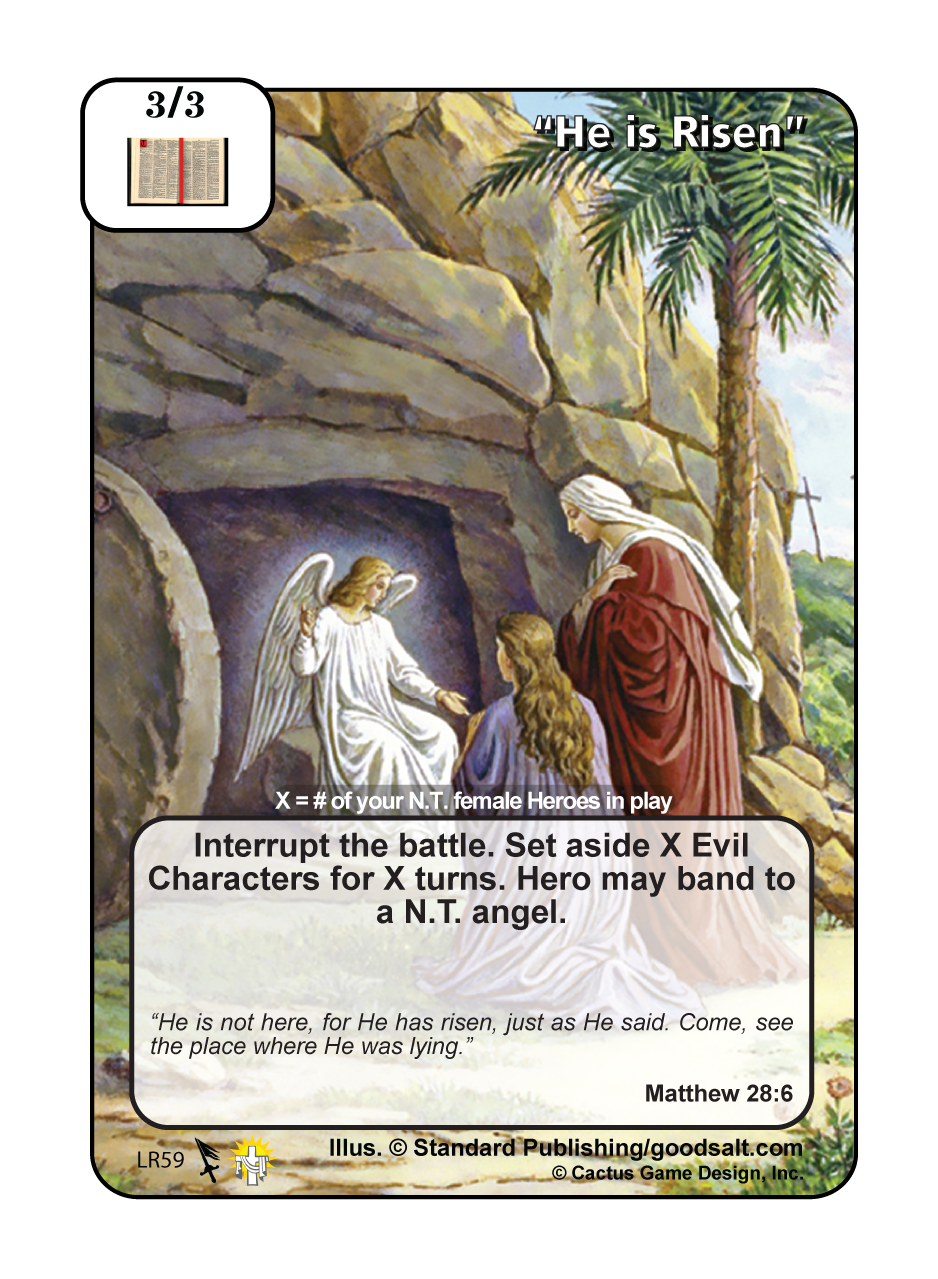 3/3
“He is Risen”
X = # of your N.T. female Heroes in play
Interrupt the battle. Set aside X Evil
Characters for X turns. Hero may band to
a N.T. angel.
“He is not here, for He has risen, just as He said. Come, see
the place where He was lying.”
Matthew 28:6
LR59
Illus. © Standard Publishing/goodsalt.com
© Cactus Game Design, Inc.